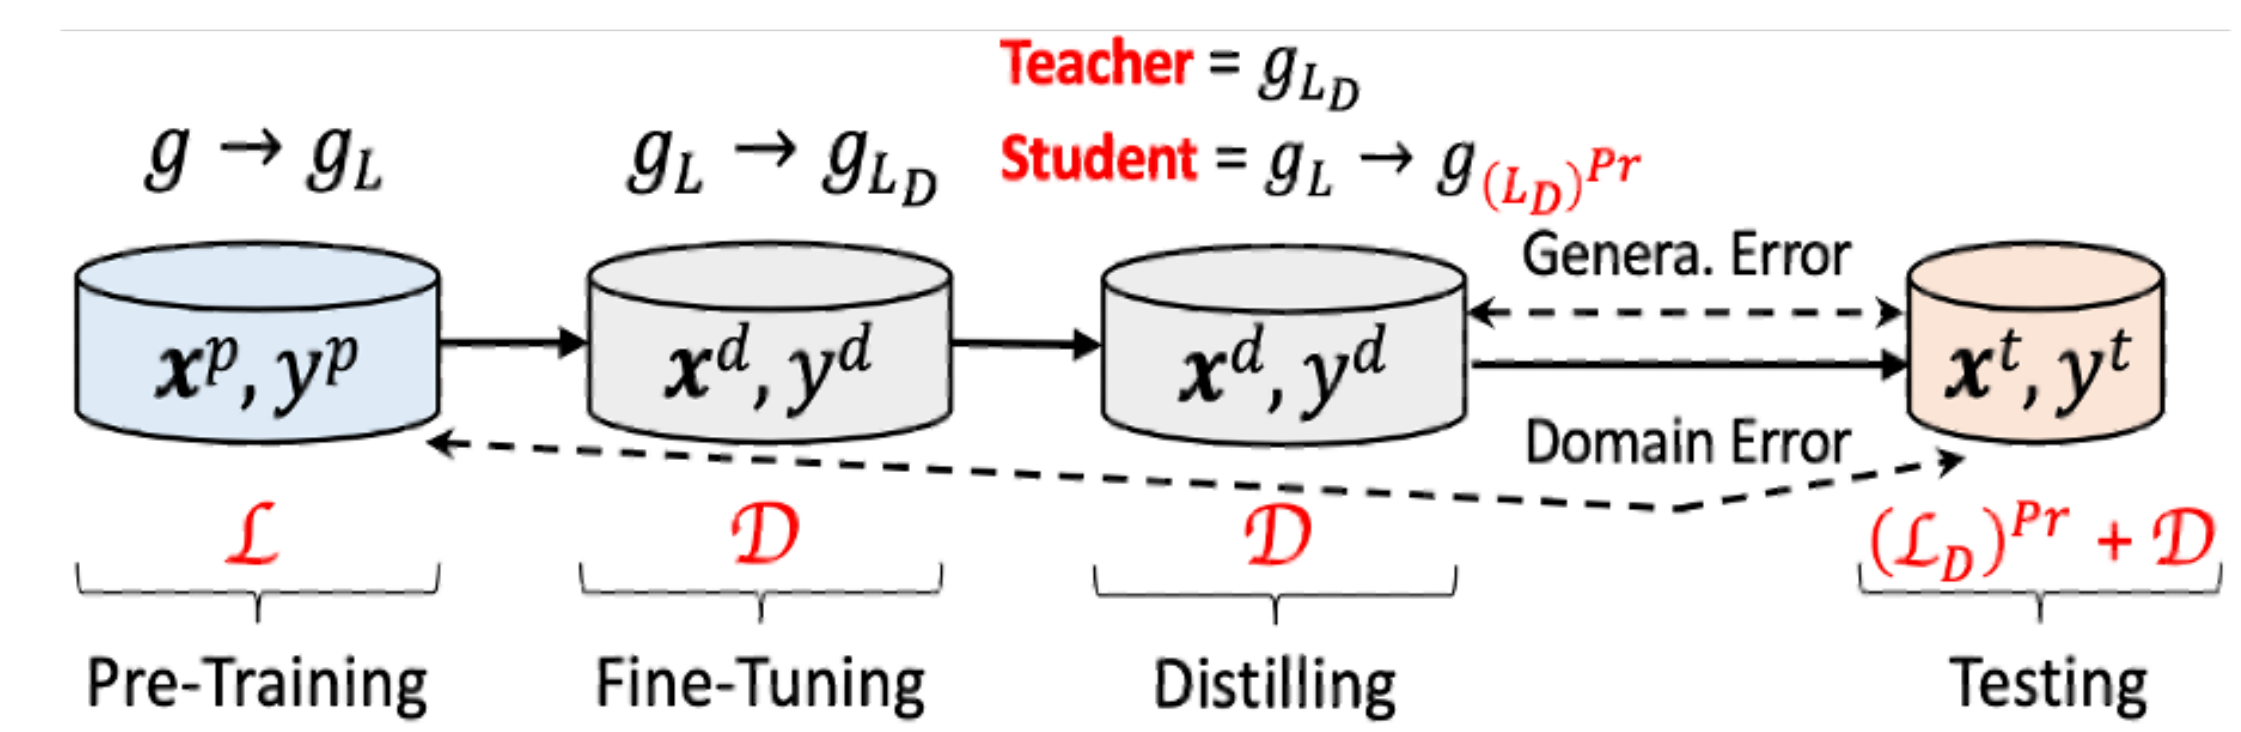 Teacher = g_{L_D}
g → g_L
g_L → g_{L_D}
Student = g_L → g_{(L_D)^{Pr}}
Genera. Error
x^p, y^p
x^d, y^d
x^d, y^d
x^t, y^t
Domain Error
ℒ
𝒟
𝒟
(ℒ_D)^{Pr} + 𝒟
Pre-Training
Fine-Tuning
Distilling
Testing